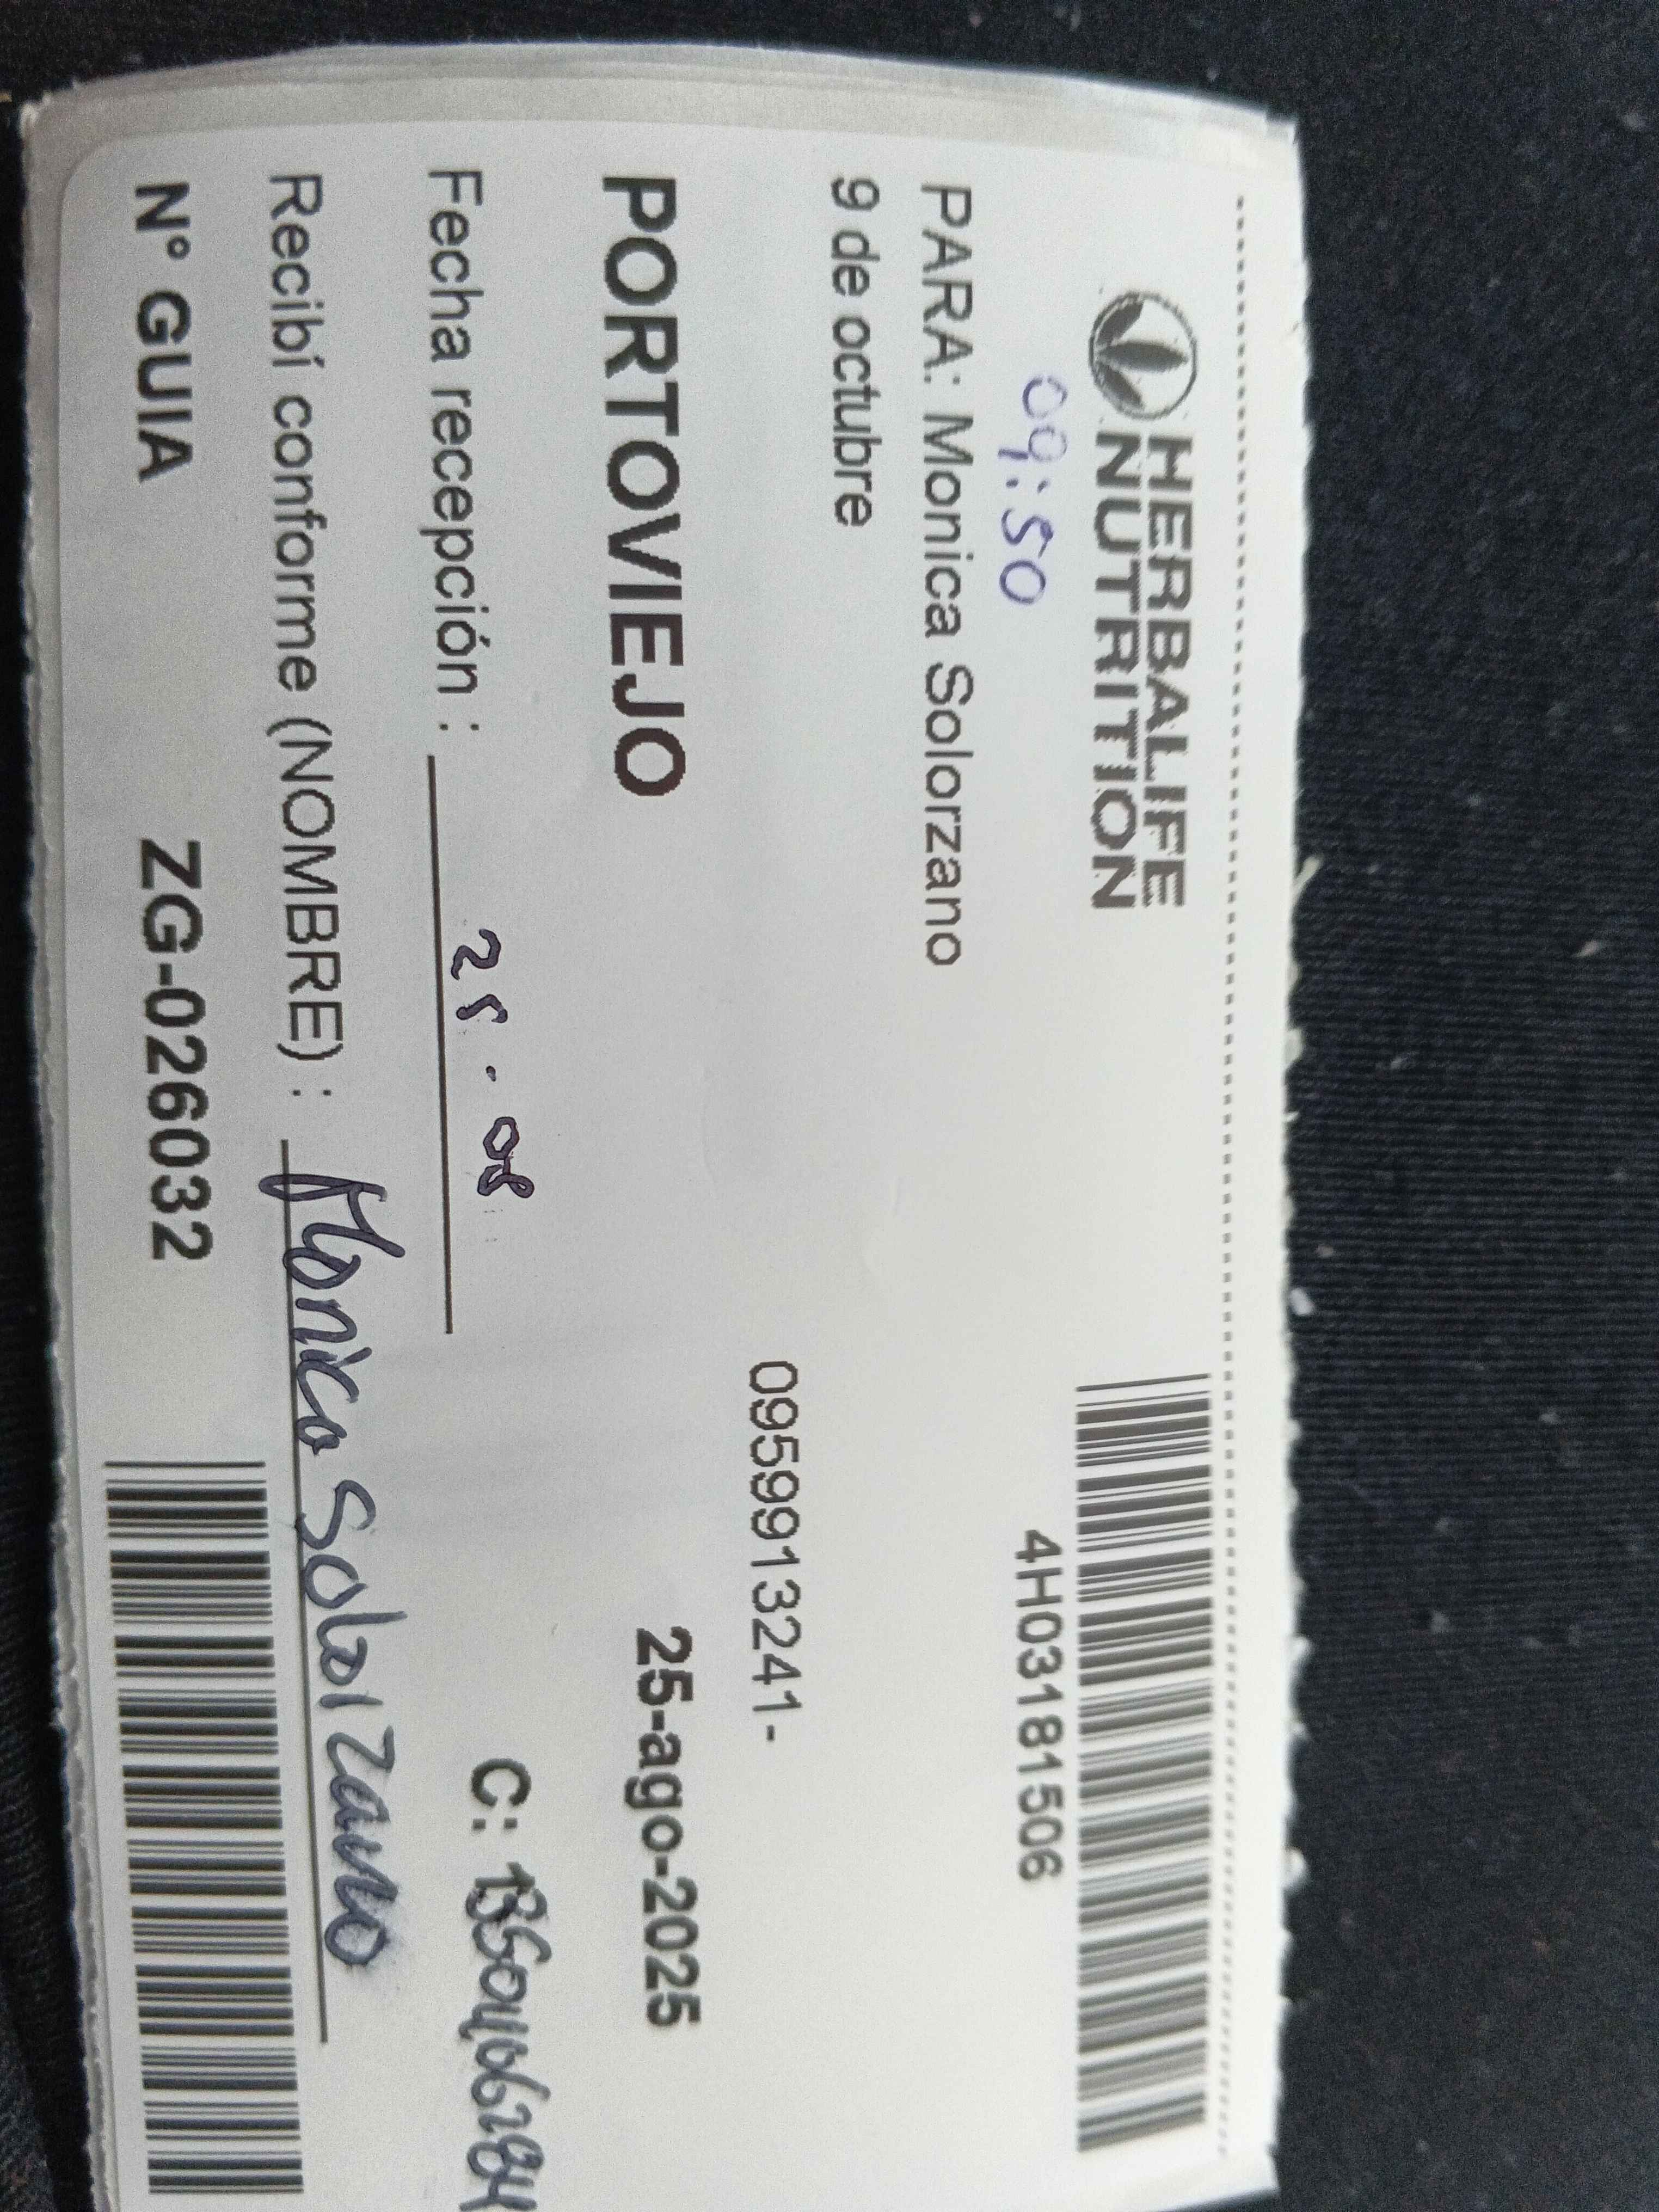 HERBALIFE
NUTRITION
4H03181506
09:50
PARA: Monica Solorzano
9 de octubre
0959913241-
PORTOVIEJO
25-ago-2025
Fecha recepción : 25.08
C:
Recibí conforme (NOMBRE) : Monica Solorzano
N° GUIA ZG-026032